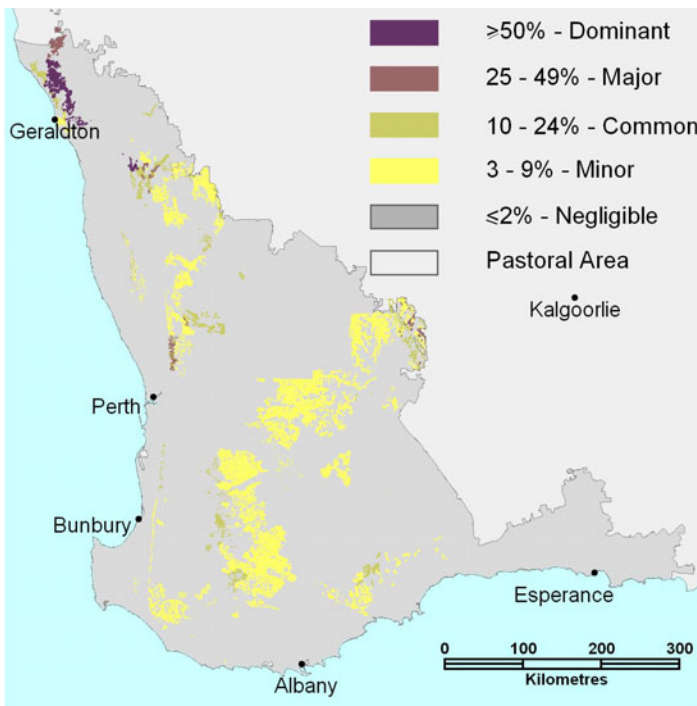 ≥50% - Dominant
25 - 49% - Major
10 - 24% - Common
3 - 9% - Minor
≤2% - Negligible
Pastoral Area
Geraldton
Kalgoorlie
Perth
Bunbury
Esperance
Albany
0 100 200 300
Kilometres